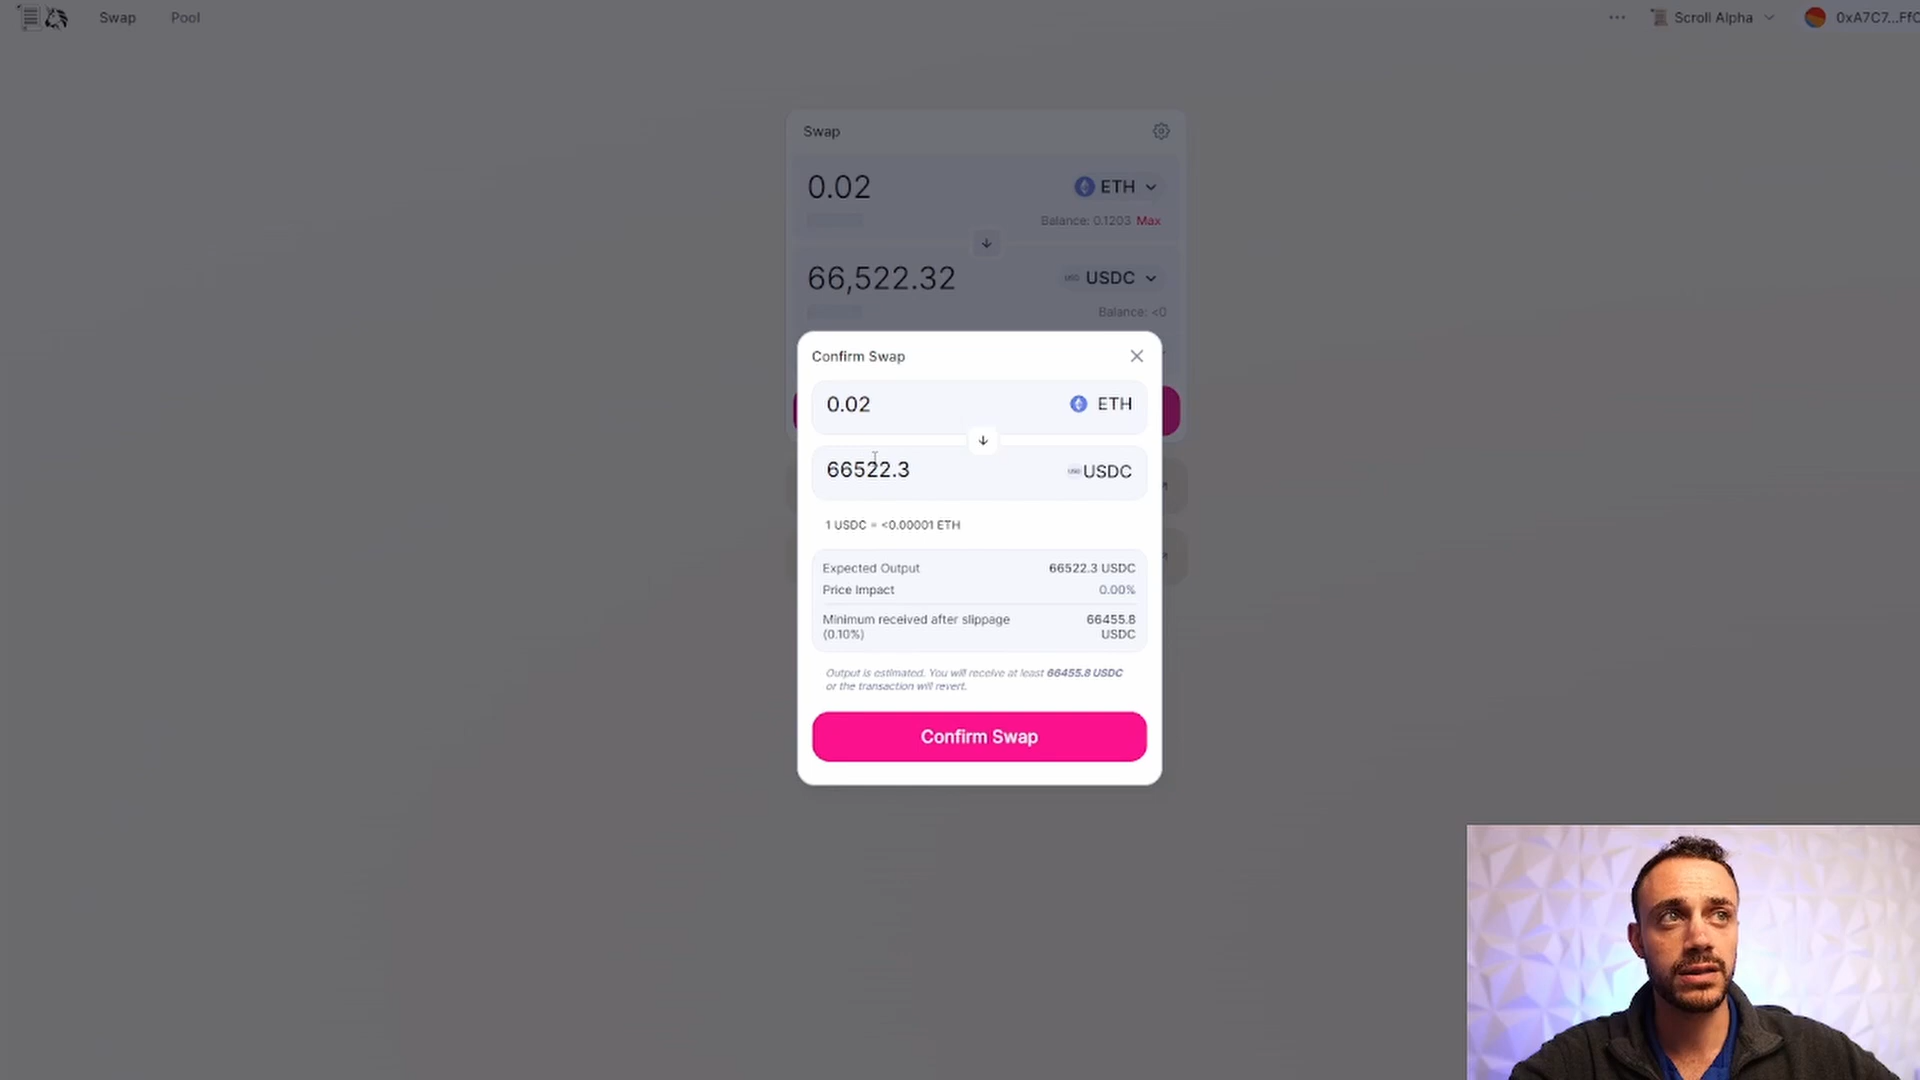 Swap
Pool
Scroll Alpha
0xA7C7...FfC
Swap
0.02
ETH
Balance: 0.1203 Max
66,522.32
USDC
Balance: <0
Confirm Swap
0.02
ETH
66522.3
USDC
1 USDC = <0.00001 ETH
Expected Output
66522.3 USDC
Price Impact
0.00%
Minimum received after slippage
(0.10%)
66455.8
USDC
Output is estimated. You will receive at least 66455.8 USDC
or the transaction will revert.
Confirm Swap